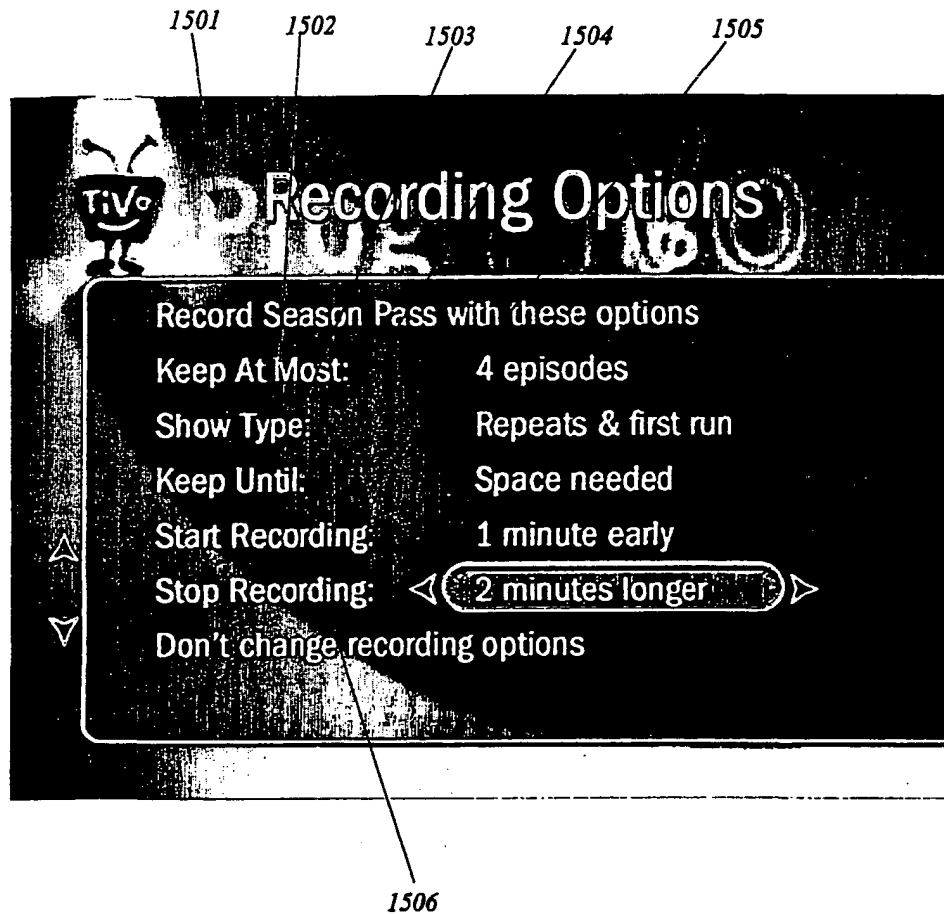 1501 1502 1503 1504 1505
TiVo
Recording Options
Record Season Pass with these options
Keep At Most: 4 episodes
Show Type: Repeats & first run
Keep Until: Space needed
Start Recording: 1 minute early
Stop Recording: 2 minutes longer
Don't change recording options
1506